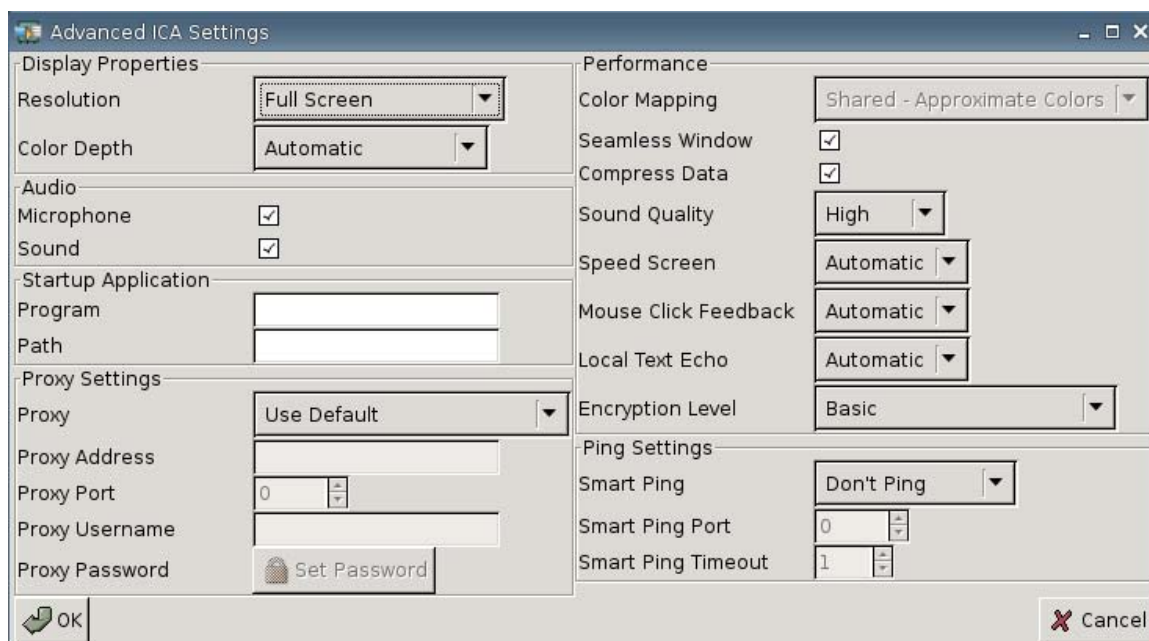 Advanced ICA Settings
Display Properties
Resolution Full Screen
Color Depth Automatic
Audio
Microphone
Sound
Startup Application
Program
Path
Proxy Settings
Proxy Use Default
Proxy Address
Proxy Port 0
Proxy Username
Proxy Password Set Password
Performance
Color Mapping Shared - Approximate Colors
Seamless Window
Compress Data
Sound Quality High
Speed Screen Automatic
Mouse Click Feedback Automatic
Local Text Echo Automatic
Encryption Level Basic
Ping Settings
Smart Ping Don't Ping
Smart Ping Port 0
Smart Ping Timeout 1
OK
Cancel